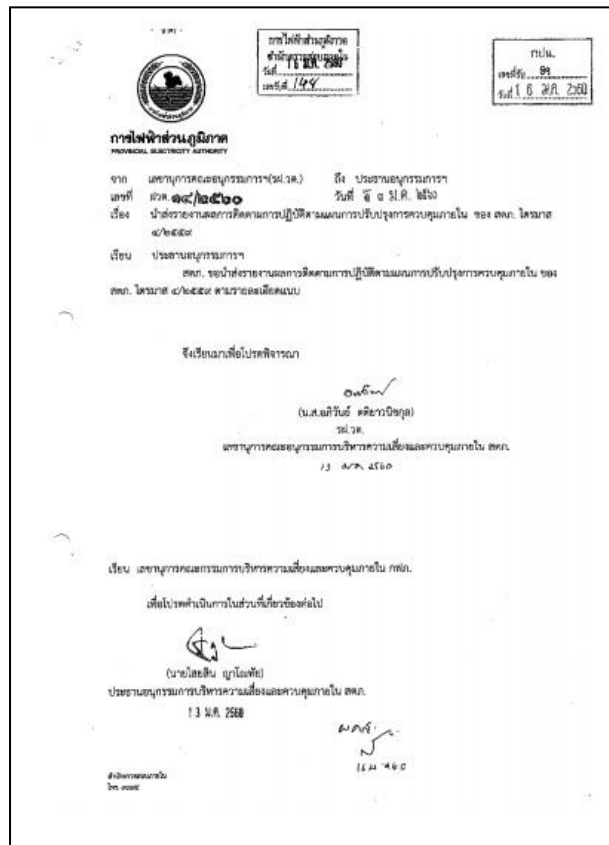 การไฟฟ้าส่วนภูมิภาค
วันที่ 16 ม.ค. 2560
เลขรับที่ 144
กปน.
เลขที่รับ
วันที่ 16 ม.ค. 2560
การไฟฟ้าส่วนภูมิภาค
PROVINCIAL ELECTRICITY AUTHORITY
จาก เลขานุการคณะอนุกรรมการฯ(รฝ.วต.) ถึง ประธานอนุกรรมการฯ
เลขที่ ฝวต. ๑๔/๒๕๖๐ วันที่ ม.ค. ๒๕๖๐
เรื่อง นำส่งรายงานผลการติดตามการปฏิบัติตามแผนการปรับปรุงการควบคุมภายใน ของ สตภ. ไตรมาส
๔/๒๕๕๙
เรียน ประธานอนุกรรมการฯ
สตภ. ขอนำส่งรายงานผลการติดตามการปฏิบัติตามแผนการปรับปรุงการควบคุมภายใน ของ
สตภ. ไตรมาส ๔/๒๕๕๙ ตามรายละเอียดแนบ
จึงเรียนมาเพื่อโปรดพิจารณา
รฝ.วต.
เลขานุการคณะอนุกรรมการบริหารความเสี่ยงและควบคุมภายใน สตภ.
13 ม.ค. 2560
เรียน เลขานุการคณะกรรมการบริหารความเสี่ยงและควบคุมภายใน กฟภ.
เพื่อโปรดดำเนินการในส่วนที่เกี่ยวข้องต่อไป
ประธานอนุกรรมการบริหารความเสี่ยงและควบคุมภายใน สตภ.
13 ม.ค. 2560
สำนักตรวจสอบภายใน